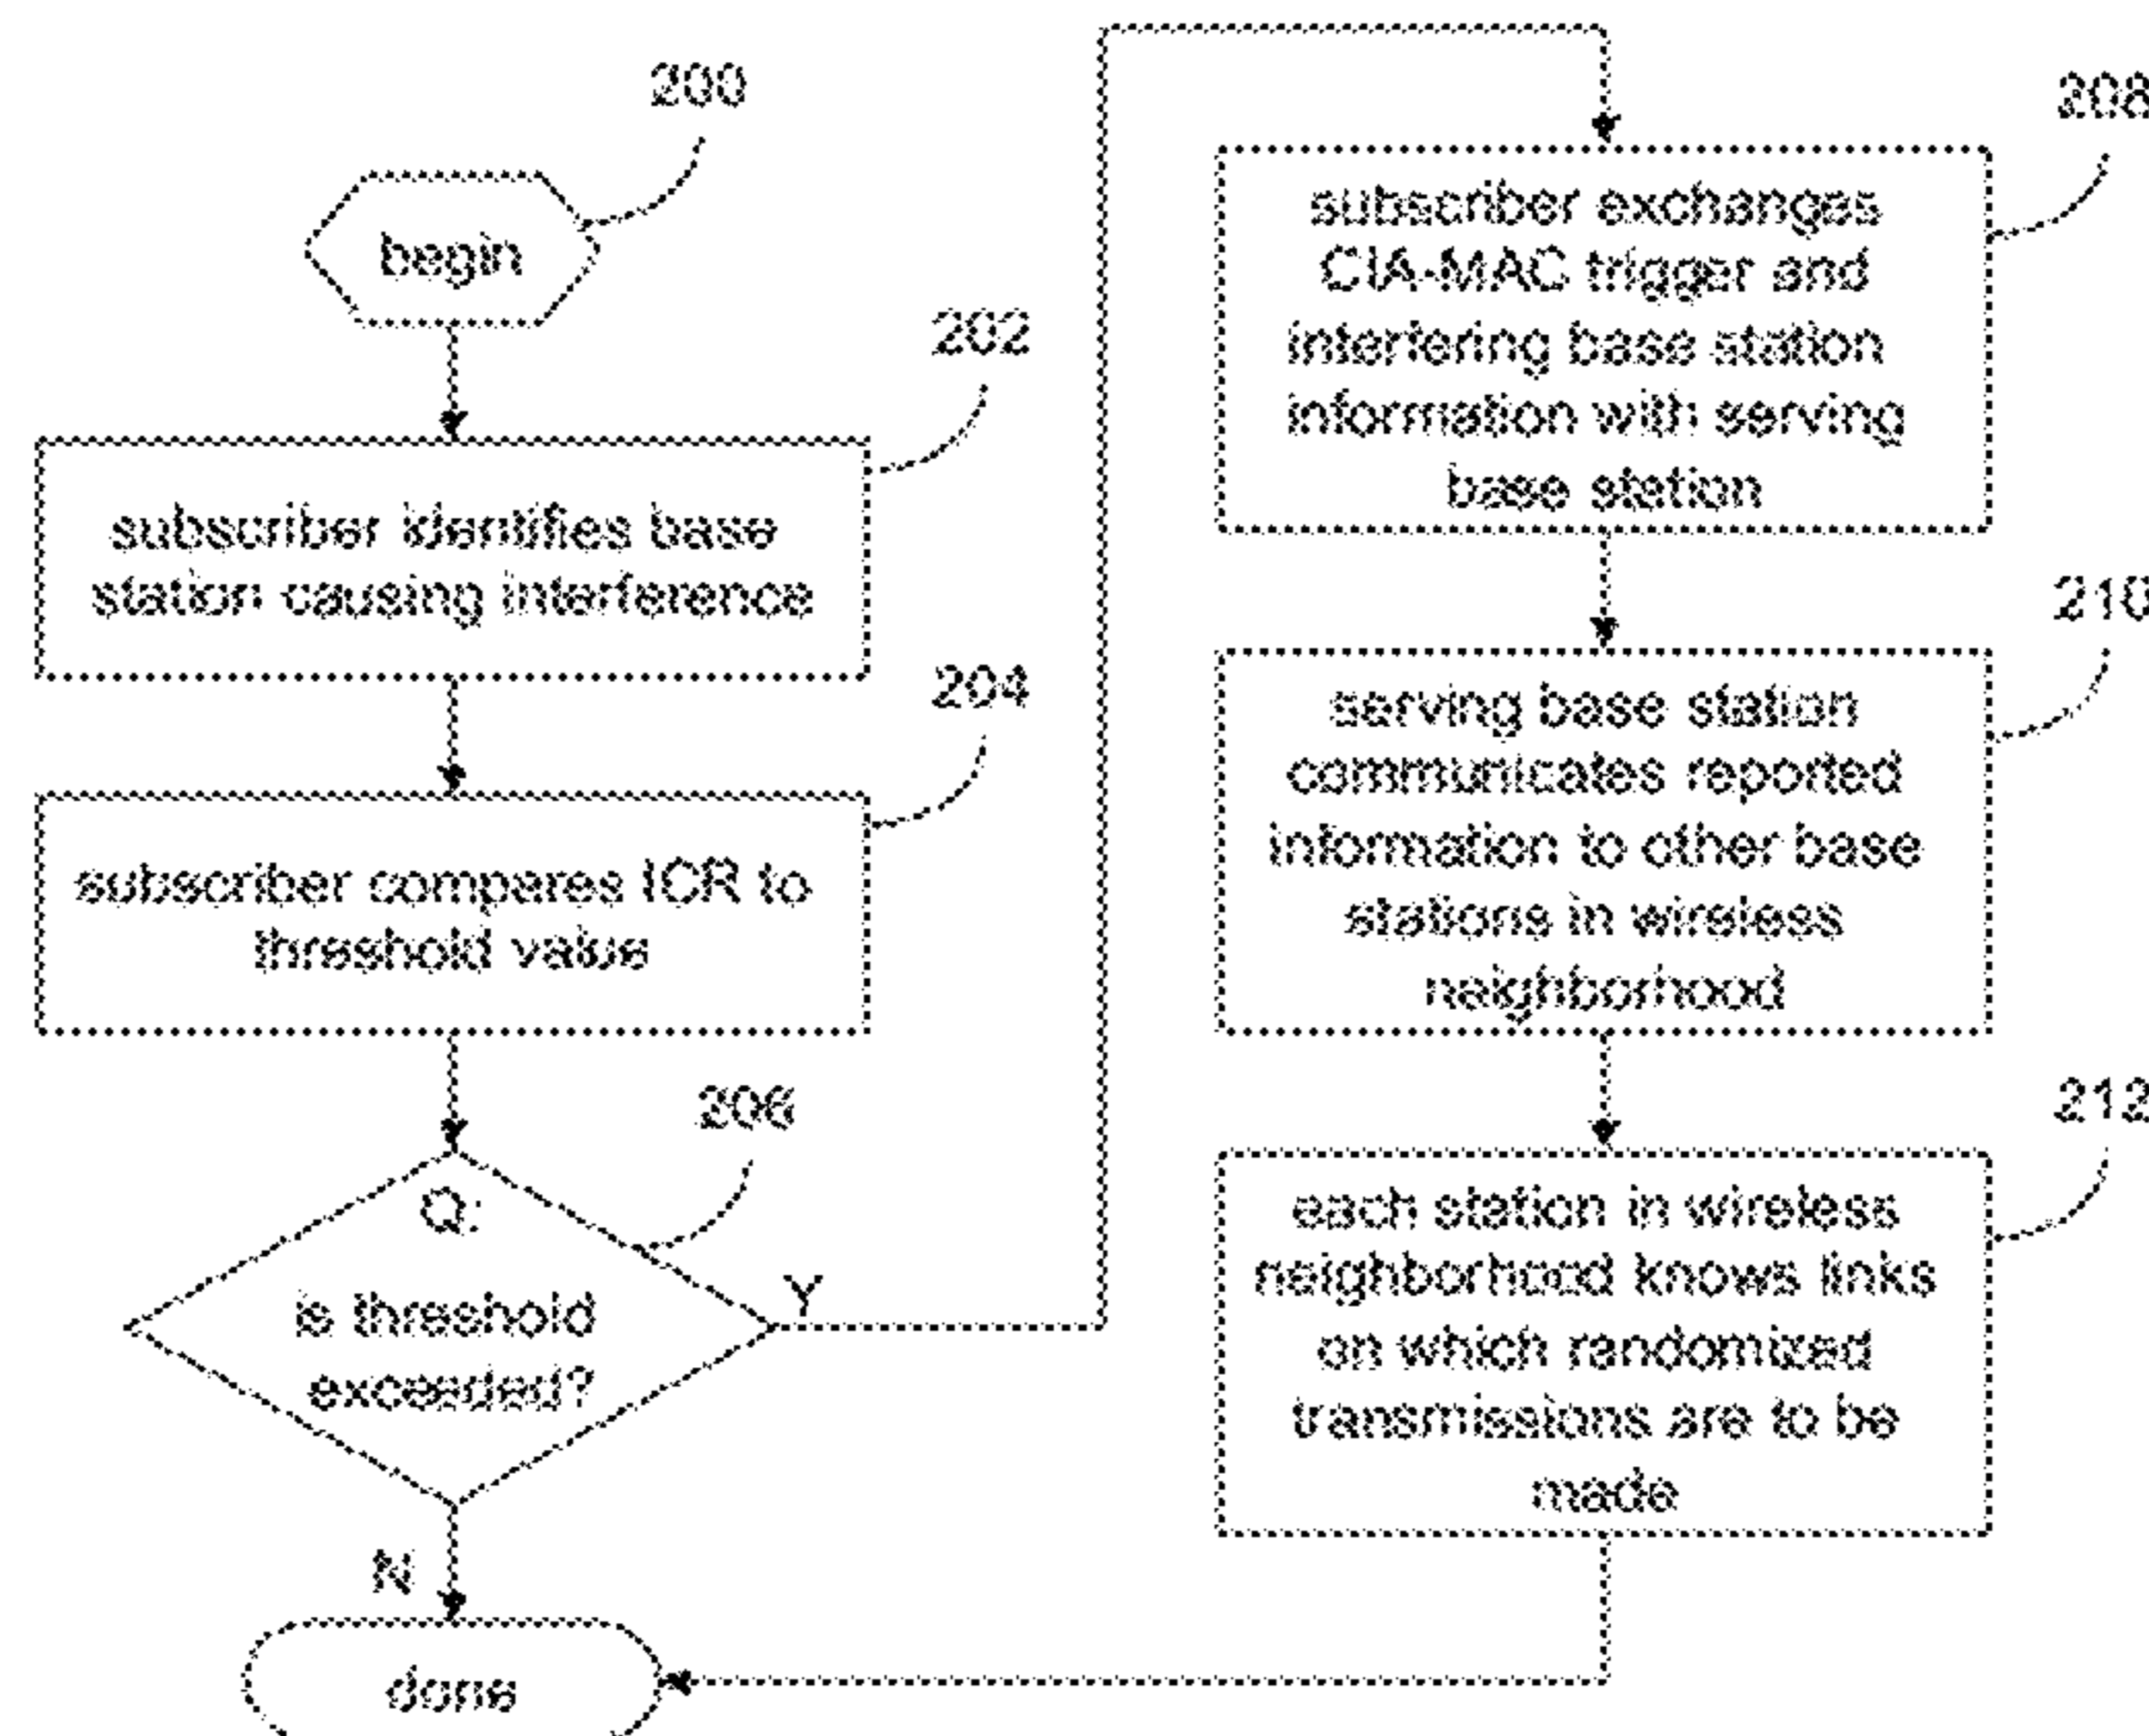 200
begin
202
subscriber identifies base
station causing interference
204
subscriber compares ICR to
threshold value
206
Q:
is threshold
exceeded?
Y
N
done
208
subscriber exchanges
CIA-MAC trigger and
interfering base station
information with serving
base station
210
serving base station
communicates reported
information to other base
stations in wireless
neighborhood
212
each station in wireless
neighborhood knows links
on which randomized
transmissions are to be
made